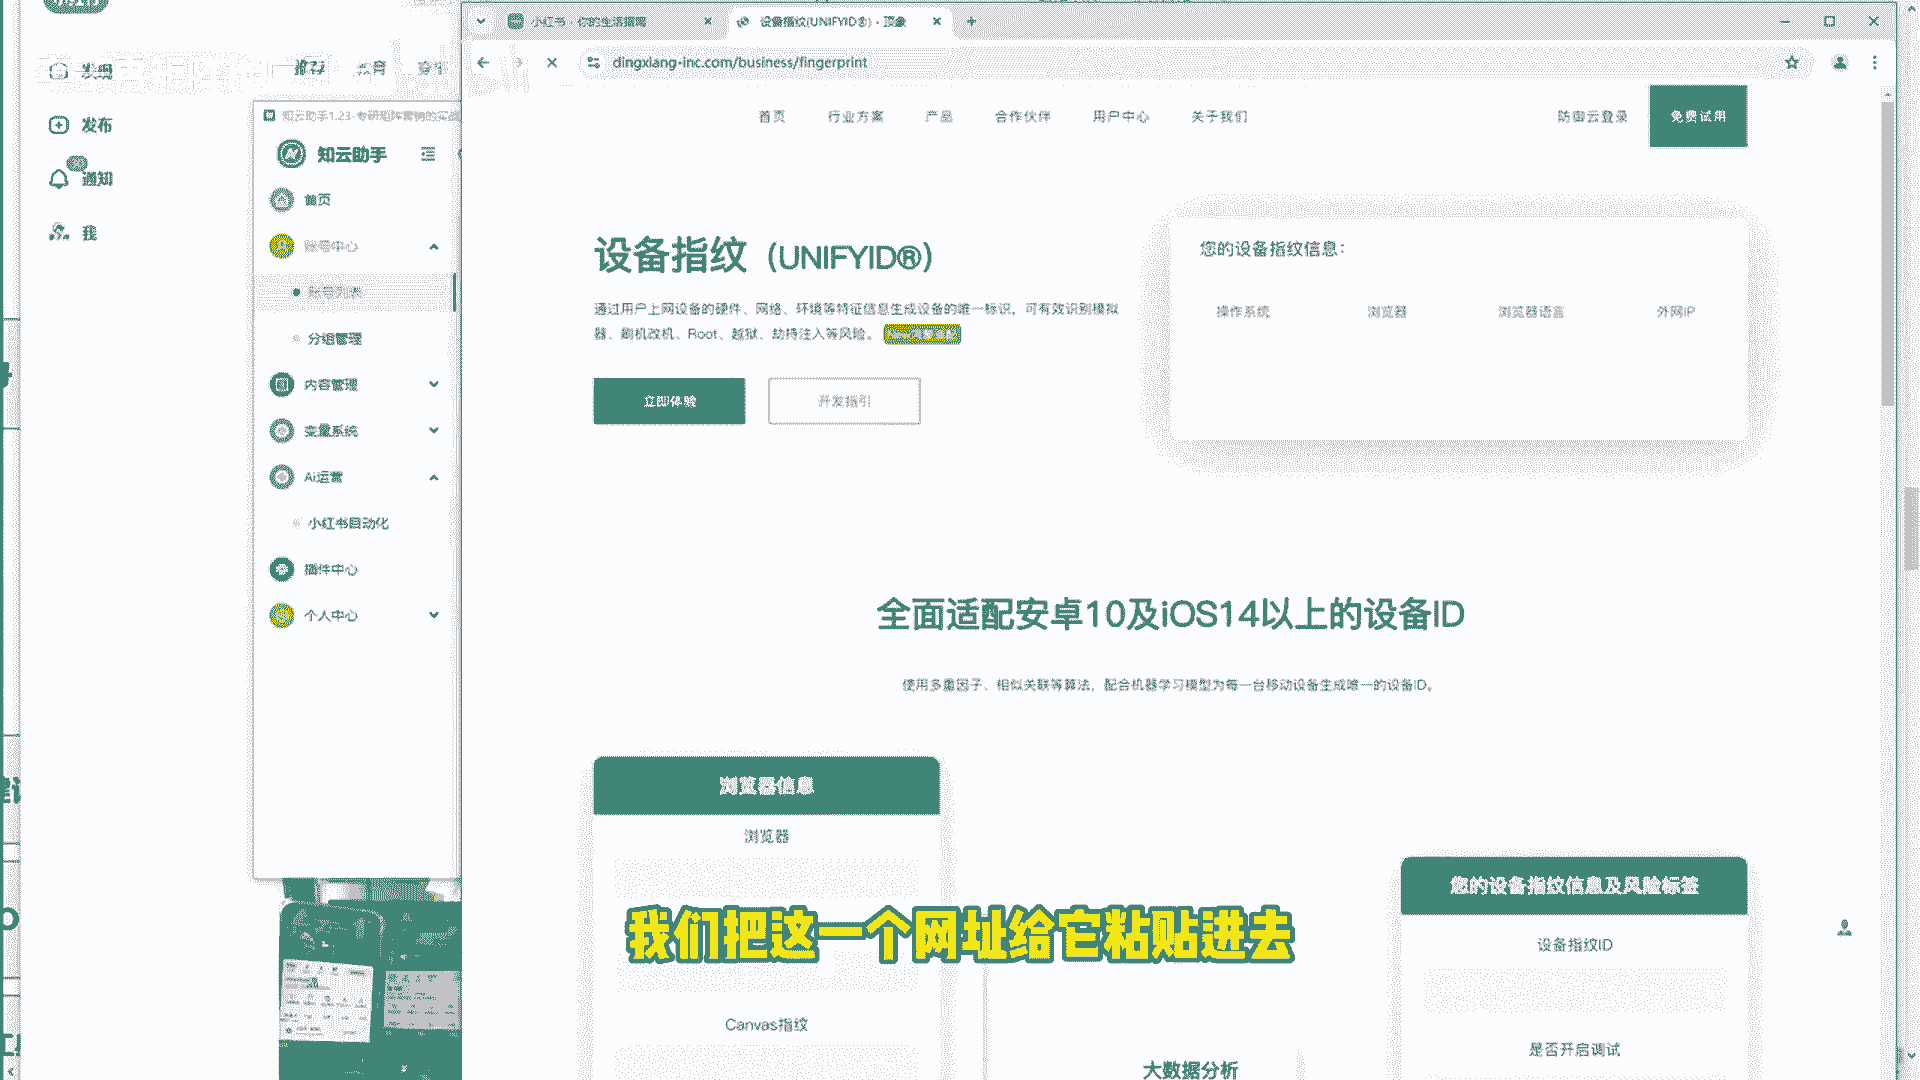 小红书 - 你的生活指南
设备指纹(UNIFYID®) - 顶象
dingxiang-inc.com/business/fingerprint
发现
发布
通知
我
推荐
教育
知云助手1.23-专研矩阵营销的实战
知云助手
首页
账号中心
账号列表
分组管理
内容管理
变量系统
Ai运营
小红书自动化
插件中心
个人中心
首页
行业方案
产品
合作伙伴
用户中心
关于我们
防御云登录
免费试用
设备指纹（UNIFYID®）
通过用户上网设备的硬件、网络、环境等特征信息生成设备的唯一标识，可有效识别模拟
器、刷机改机、Root、越狱、劫持注入等风险。
立即体验
开发指引
您的设备指纹信息：
操作系统
浏览器
浏览器语言
外网IP
全面适配安卓10及iOS14以上的设备ID
使用多重因子、相似关联等算法，配合机器学习模型为每一台移动设备生成唯一的设备ID。
浏览器信息
浏览器
Canvas指纹
大数据分析
您的设备指纹信息及风险标签
设备指纹ID
是否开启调试
我们把这一个网址给它粘贴进去